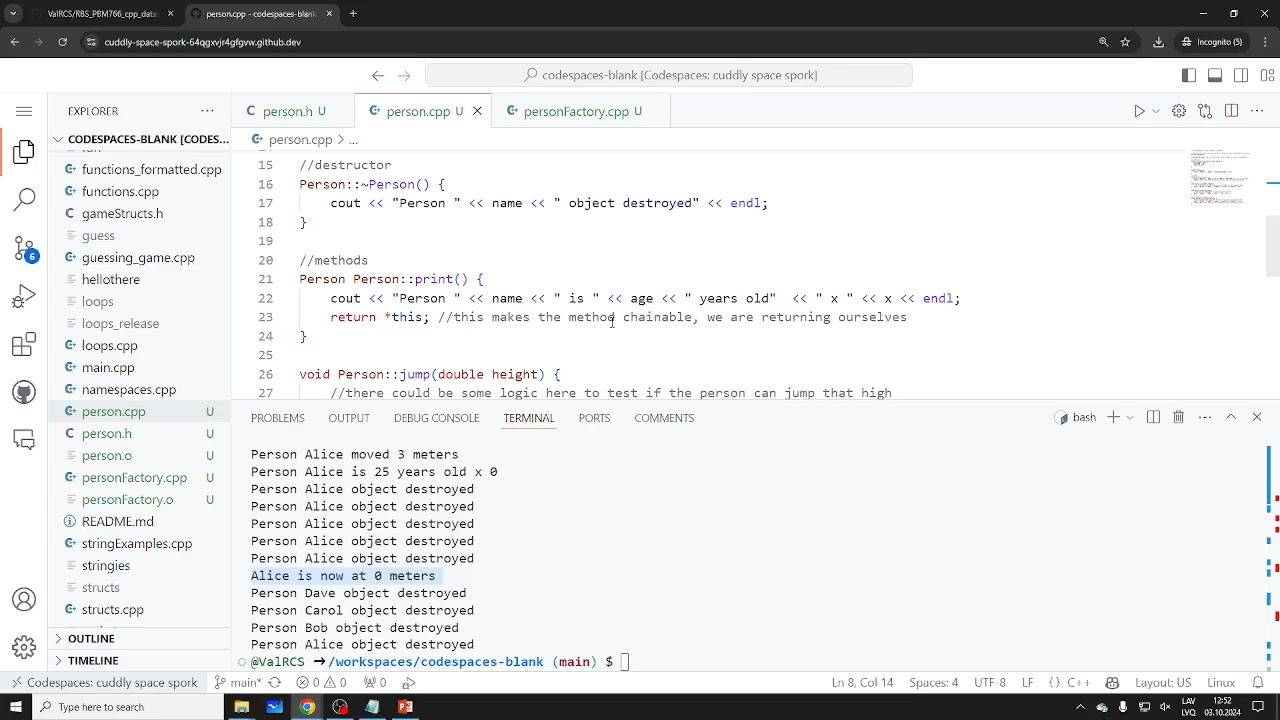 ValRCS/RBS_PBM766_cpp_data
person.cpp - codespaces-blank
cuddly-space-spork-64qgxvjr4gfgvw.github.dev
Incognito (5)
codespaces-blank [Codespaces: cuddly space spork]
EXPLORER
person.h U
person.cpp U
personFactory.cpp U
CODESPACES-BLANK [CODES...
person.cpp > ...
functions_formatted.cpp
functions.cpp
gameStructs.h
guess
guessing_game.cpp
hellothere
loops
loops_release
loops.cpp
main.cpp
namespaces.cpp
person.cpp U
person.h U
person.o U
personFactory.cpp U
personFactory.o U
README.md
stringExamples.cpp
stringies
structs
structs.cpp
OUTLINE
TIMELINE
6
15 //destructor
16 Person::~Person() {
17 cout << "Person " << name << " object destroyed" << endl;
18 }
19
20 //methods
21 Person Person::print() {
22 cout << "Person " << name << " is " << age << " years old" << " x " << x << endl;
23 return *this; //this makes the method chainable, we are returning ourselves
24 }
25
26 void Person::jump(double height) {
27 //there could be some logic here to test if the person can jump that high
PROBLEMS OUTPUT DEBUG CONSOLE TERMINAL PORTS COMMENTS
bash
Person Alice moved 3 meters
Person Alice is 25 years old x 0
Person Alice object destroyed
Person Alice object destroyed
Person Alice object destroyed
Person Alice object destroyed
Person Alice object destroyed
Alice is now at 0 meters
Person Dave object destroyed
Person Carol object destroyed
Person Bob object destroyed
Person Alice object destroyed
@ValRCS →/workspaces/codespaces-blank (main) $
Codespaces: cuddly space spork main* 0 0 0
Ln 8, Col 14 Spaces: 4 UTF-8 LF {} C++ Layout: US Linux
Type here to search
LAV
LVO
12:52
03.10.2024